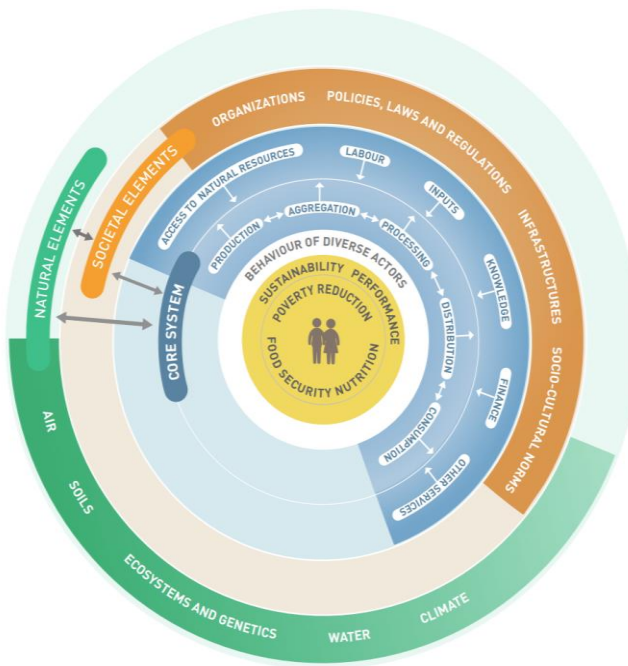 ORGANIZATIONS
POLICIES, LAWS AND REGULATIONS
INFRASTRUCTURES
SOCIO-CULTURAL NORMS
NATURAL ELEMENTS
SOCIETAL ELEMENTS
CORE SYSTEM
ACCESS TO NATURAL RESOURCES
LABOUR
INPUTS
KNOWLEDGE
FINANCE
OTHER SERVICES
PRODUCTION
AGGREGATION
PROCESSING
DISTRIBUTION
CONSUMPTION
BEHAVIOUR OF DIVERSE ACTORS
SUSTAINABILITY PERFORMANCE
POVERTY REDUCTION
FOOD SECURITY NUTRITION
AIR
SOILS
ECOSYSTEMS AND GENETICS
WATER
CLIMATE